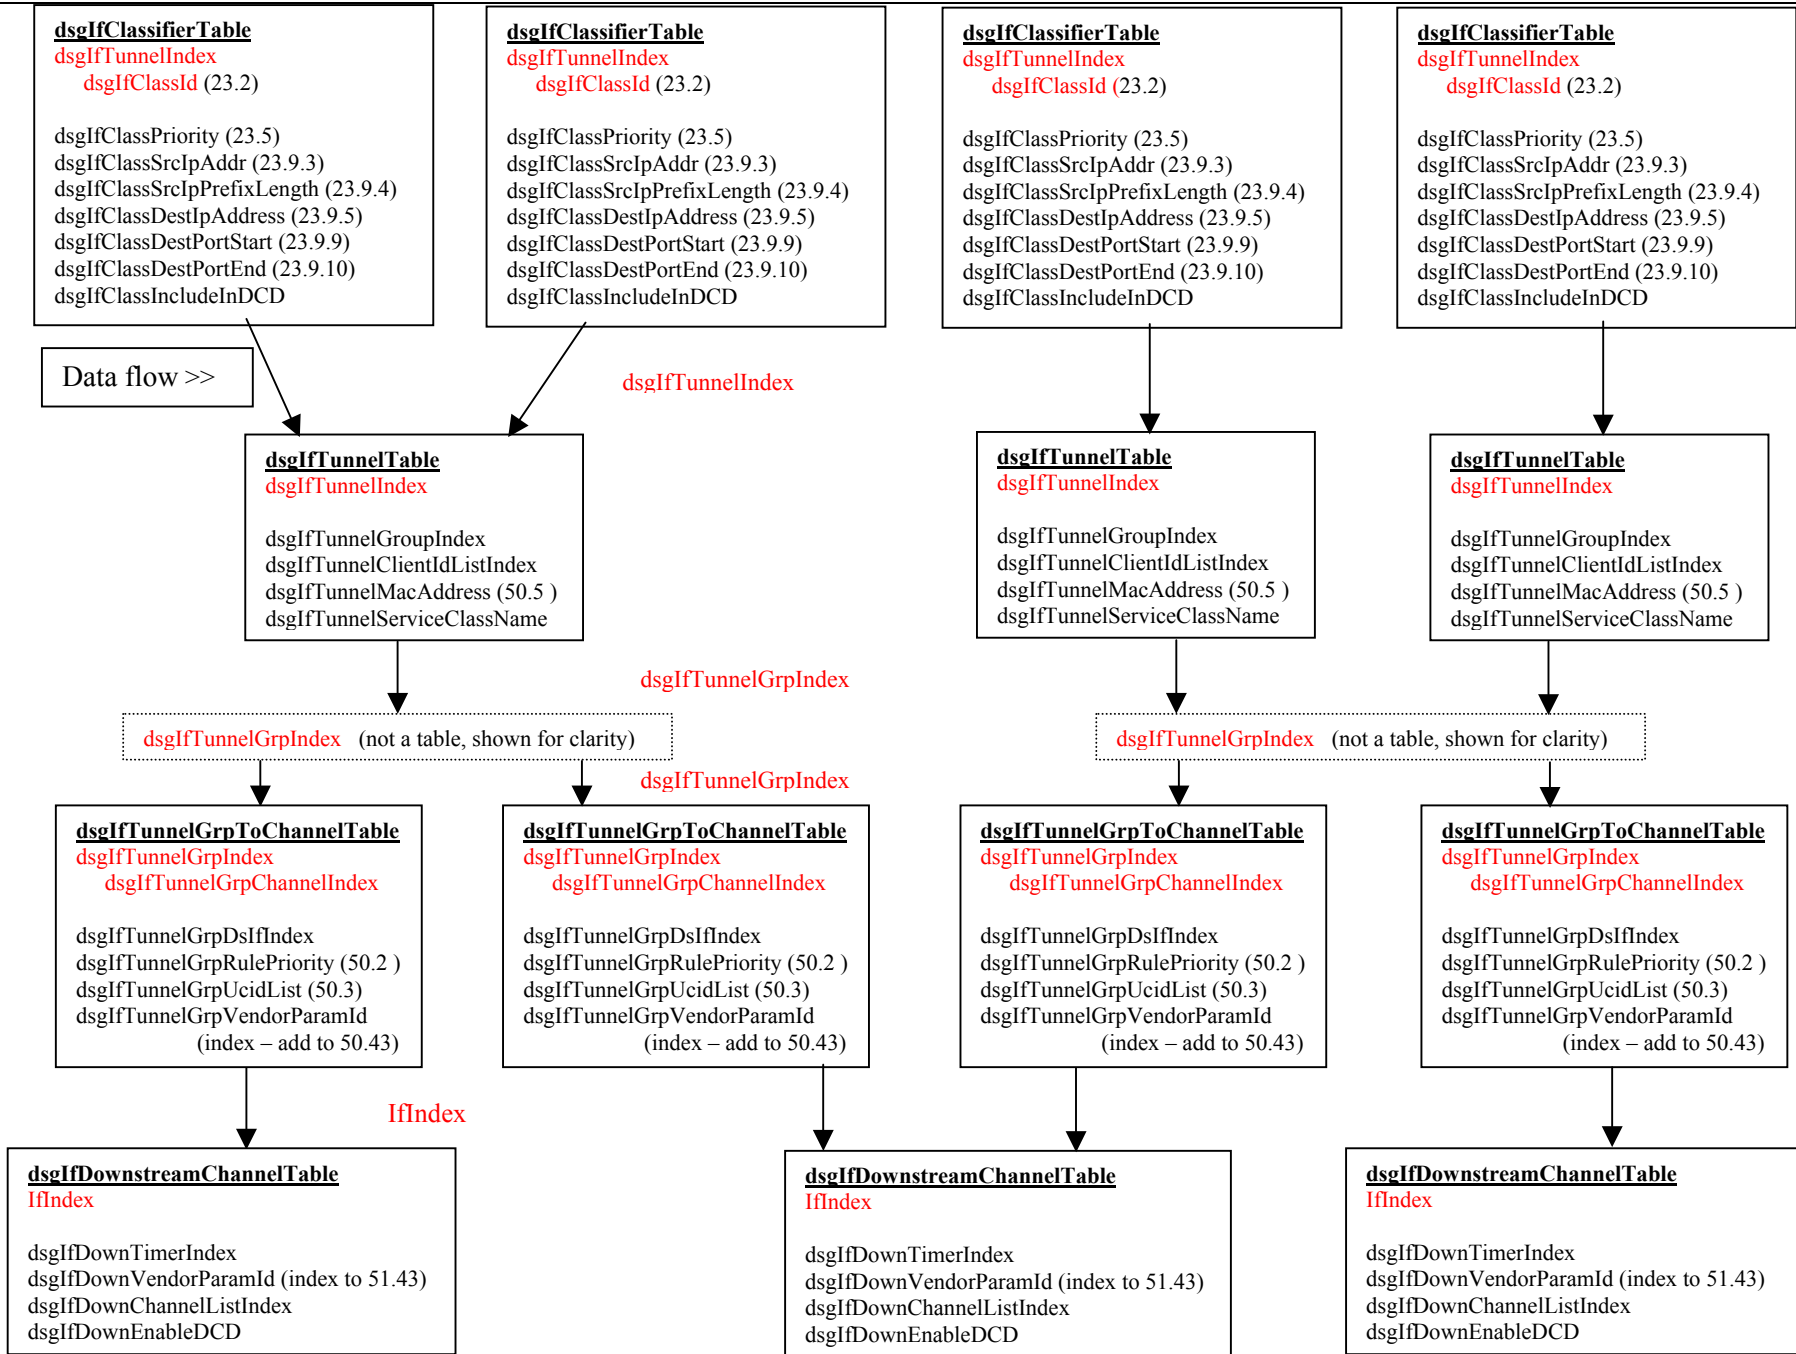 dsgIfClassifierTable
dsgIfTunnelIndex
dsgIfClassId (23.2)
dsgIfClassPriority (23.5)
dsgIfClassSrcIpAddr (23.9.3)
dsgIfClassSrcIpPrefixLength (23.9.4)
dsgIfClassDestIpAddress (23.9.5)
dsgIfClassDestPortStart (23.9.9)
dsgIfClassDestPortEnd (23.9.10)
dsgIfClassIncludeInDCD
dsgIfClassifierTable
dsgIfTunnelIndex
dsgIfClassId (23.2)
dsgIfClassPriority (23.5)
dsgIfClassSrcIpAddr (23.9.3)
dsgIfClassSrcIpPrefixLength (23.9.4)
dsgIfClassDestIpAddress (23.9.5)
dsgIfClassDestPortStart (23.9.9)
dsgIfClassDestPortEnd (23.9.10)
dsgIfClassIncludeInDCD
dsgIfClassifierTable
dsgIfTunnelIndex
dsgIfClassId (23.2)
dsgIfClassPriority (23.5)
dsgIfClassSrcIpAddr (23.9.3)
dsgIfClassSrcIpPrefixLength (23.9.4)
dsgIfClassDestIpAddress (23.9.5)
dsgIfClassDestPortStart (23.9.9)
dsgIfClassDestPortEnd (23.9.10)
dsgIfClassIncludeInDCD
dsgIfClassifierTable
dsgIfTunnelIndex
dsgIfClassId (23.2)
dsgIfClassPriority (23.5)
dsgIfClassSrcIpAddr (23.9.3)
dsgIfClassSrcIpPrefixLength (23.9.4)
dsgIfClassDestIpAddress (23.9.5)
dsgIfClassDestPortStart (23.9.9)
dsgIfClassDestPortEnd (23.9.10)
dsgIfClassIncludeInDCD
Data flow >>
dsgIfTunnelIndex
dsgIfTunnelTable
dsgIfTunnelIndex
dsgIfTunnelGroupIndex
dsgIfTunnelClientIdListIndex
dsgIfTunnelMacAddress (50.5 )
dsgIfTunnelServiceClassName
dsgIfTunnelTable
dsgIfTunnelIndex
dsgIfTunnelGroupIndex
dsgIfTunnelClientIdListIndex
dsgIfTunnelMacAddress (50.5 )
dsgIfTunnelServiceClassName
dsgIfTunnelTable
dsgIfTunnelIndex
dsgIfTunnelGroupIndex
dsgIfTunnelClientIdListIndex
dsgIfTunnelMacAddress (50.5 )
dsgIfTunnelServiceClassName
dsgIfTunnelGrpIndex
dsgIfTunnelGrpIndex (not a table, shown for clarity)
dsgIfTunnelGrpIndex (not a table, shown for clarity)
dsgIfTunnelGrpIndex
dsgIfTunnelGrpToChannelTable
dsgIfTunnelGrpIndex
dsgIfTunnelGrpChannelIndex
dsgIfTunnelGrpDsIfIndex
dsgIfTunnelGrpRulePriority (50.2 )
dsgIfTunnelGrpUcidList (50.3)
dsgIfTunnelGrpVendorParamId
(index – add to 50.43)
dsgIfTunnelGrpToChannelTable
dsgIfTunnelGrpIndex
dsgIfTunnelGrpChannelIndex
dsgIfTunnelGrpDsIfIndex
dsgIfTunnelGrpRulePriority (50.2 )
dsgIfTunnelGrpUcidList (50.3)
dsgIfTunnelGrpVendorParamId
(index – add to 50.43)
dsgIfTunnelGrpToChannelTable
dsgIfTunnelGrpIndex
dsgIfTunnelGrpChannelIndex
dsgIfTunnelGrpDsIfIndex
dsgIfTunnelGrpRulePriority (50.2 )
dsgIfTunnelGrpUcidList (50.3)
dsgIfTunnelGrpVendorParamId
(index – add to 50.43)
dsgIfTunnelGrpToChannelTable
dsgIfTunnelGrpIndex
dsgIfTunnelGrpChannelIndex
dsgIfTunnelGrpDsIfIndex
dsgIfTunnelGrpRulePriority (50.2 )
dsgIfTunnelGrpUcidList (50.3)
dsgIfTunnelGrpVendorParamId
(index – add to 50.43)
IfIndex
dsgIfDownstreamChannelTable
IfIndex
dsgIfDownTimerIndex
dsgIfDownVendorParamId (index to 51.43)
dsgIfDownChannelListIndex
dsgIfDownEnableDCD
dsgIfDownstreamChannelTable
IfIndex
dsgIfDownTimerIndex
dsgIfDownVendorParamId (index to 51.43)
dsgIfDownChannelListIndex
dsgIfDownEnableDCD
dsgIfDownstreamChannelTable
IfIndex
dsgIfDownTimerIndex
dsgIfDownVendorParamId (index to 51.43)
dsgIfDownChannelListIndex
dsgIfDownEnableDCD